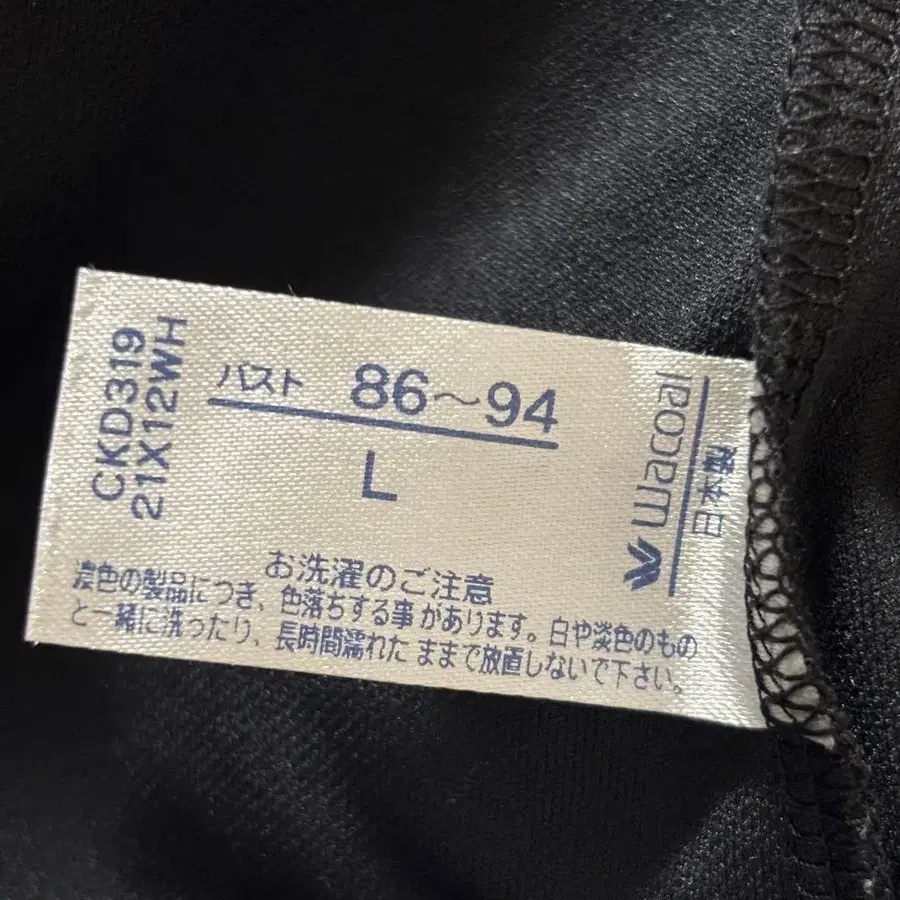 CKD319
21X12WH
バスト 86～94
L
wacoal
日本製
お洗濯のご注意
濃色の製品につき、色落ちする事があります。白や淡色のもの
と一緒に洗ったり、長時間濡れたままで放置しないで下さい。